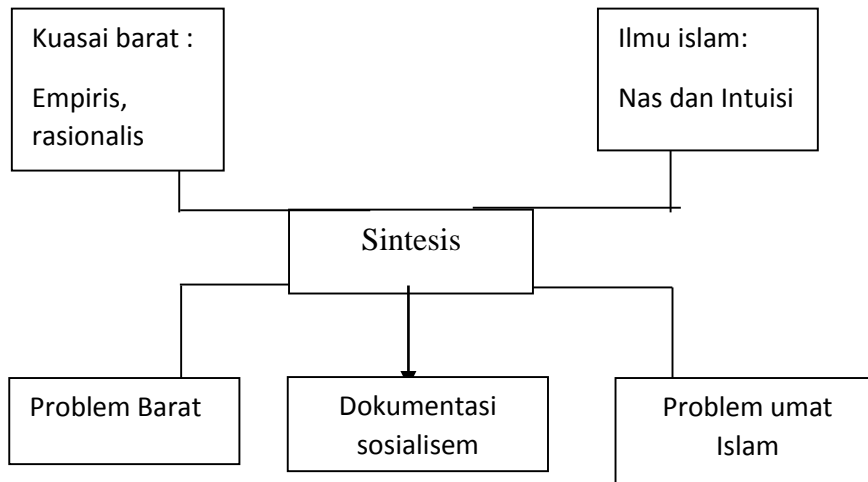 Kuasai barat :
Empiris,
rasionalis
Ilmu islam:
Nas dan Intuisi
Sintesis
Problem Barat
Dokumentasi
sosialisem
Problem umat
Islam